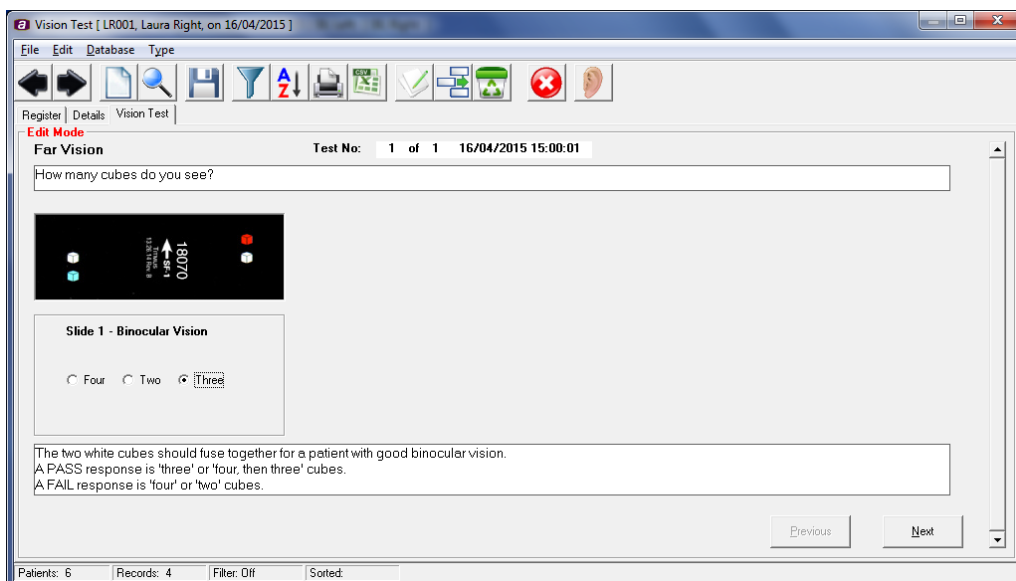 Vision Test [ LR001, Laura Right, on 16/04/2015 ]
File Edit Database Type
A
Z
CSV
Register Details Vision Test
Edit Mode
Far Vision Test No: 1 of 1 16/04/2015 15:00:01
How many cubes do you see?
18070
SF-1
Titmus
Slide 1 - Binocular Vision
Four Two Three
The two white cubes should fuse together for a patient with good binocular vision.
A PASS response is 'three' or 'four, then three' cubes.
A FAIL response is 'four' or 'two' cubes.
Previous Next
Patients: 6 Records: 4 Filter: Off Sorted: